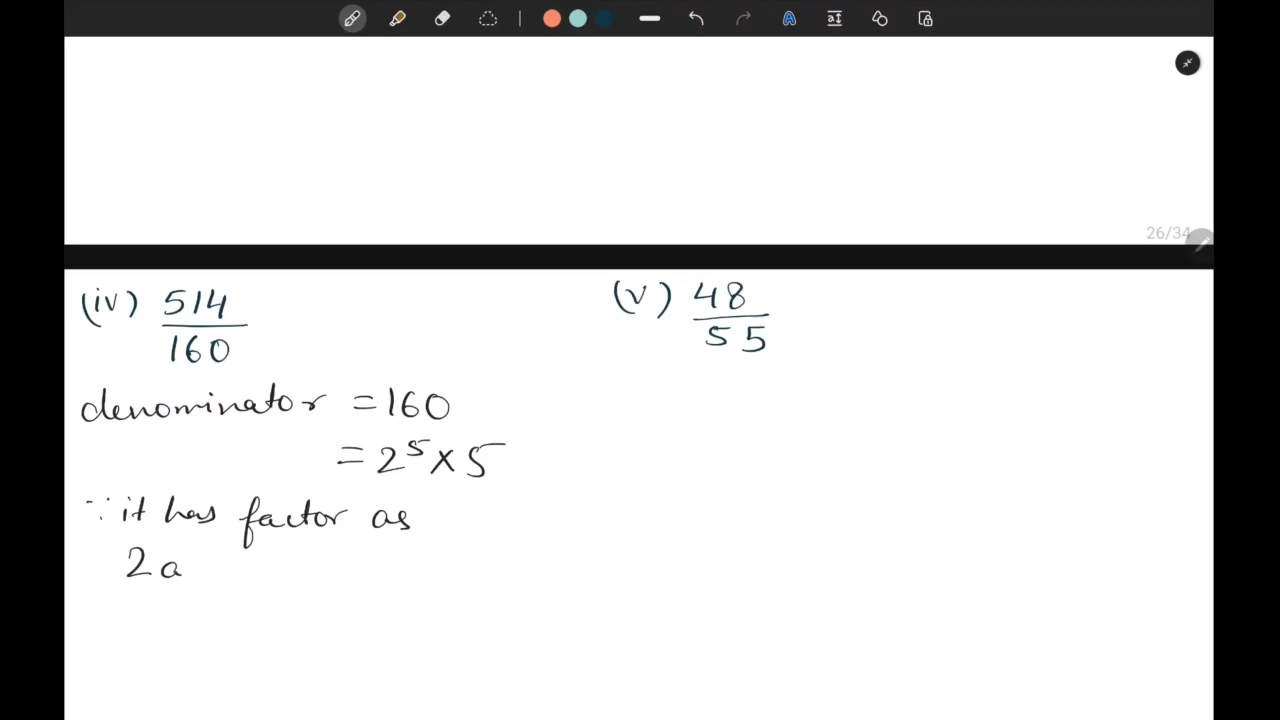 26/34
(iv) 514/160
(v) 48/55
denominator = 160
= 2⁵ × 5
∵ it has factor as
2 a